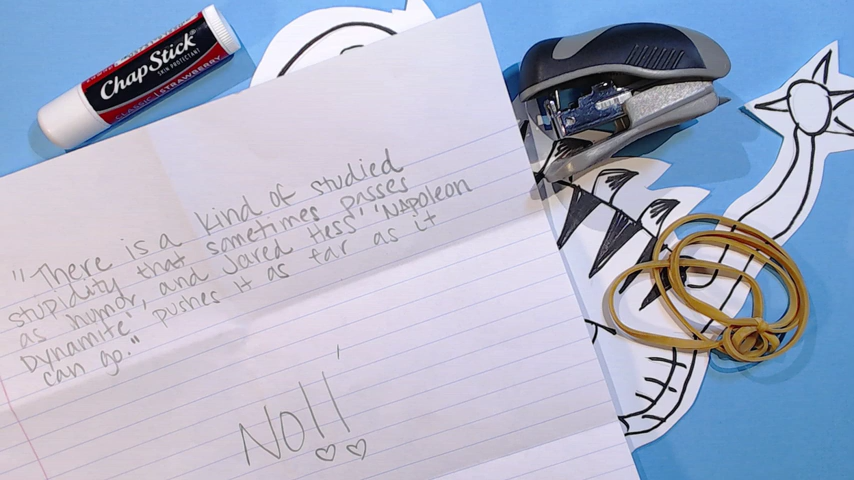 ChapStick
SKIN PROTECTANT
CLASSIC | STRAWBERRY
"There is a kind of studied
stupidity that sometimes passes
as humor, and Jared Hess' 'NAPoleon
Dynamite' pushes it as far as it
can go."
No!!